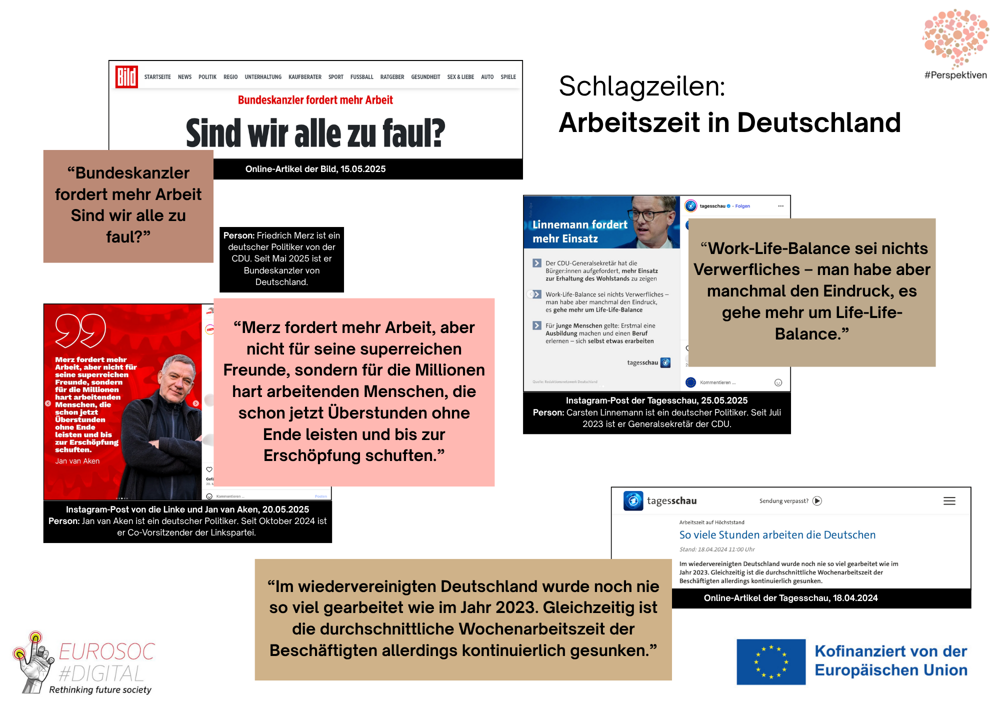 #Perspektiven
Schlagzeilen:
Arbeitszeit in Deutschland
Bild
STARTSEITE NEWS POLITIK REGIO UNTERHALTUNG KAUFBERATER SPORT FUSSBALL RATGEBER GESUNDHEIT SEX & LIEBE AUTO SPIELE
Bundeskanzler fordert mehr Arbeit
Sind wir alle zu faul?
Online-Artikel der Bild, 15.05.2025
“Bundeskanzler
fordert mehr Arbeit
Sind wir alle zu
faul?”
Person: Friedrich Merz ist ein
deutscher Politiker von der
CDU. Seit Mai 2025 ist er
Bundeskanzler von
Deutschland.
Foto: dpa
Linnemann fordert
mehr Einsatz
Der CDU-Generalsekretär hat die
Bürger:innen aufgefordert, mehr Einsatz
zur Erhaltung des Wohlstands zu zeigen
Work-Life-Balance sei nichts Verwerfliches –
man habe aber manchmal den Eindruck,
es gehe mehr um Life-Life-Balance
Für junge Menschen gelte: Erstmal eine
Ausbildung machen und einen Beruf
erlernen – sich selbst etwas erarbeiten
tagesschau
Quelle: Redaktionsnetzwerk Deutschland
tagesschau • Folgen
Kommentieren ...
“Work-Life-Balance sei nichts
Verwerfliches – man habe aber
manchmal den Eindruck, es
gehe mehr um Life-Life-
Balance.”
Instagram-Post der Tagesschau, 25.05.2025
Person: Carsten Linnemann ist ein deutscher Politiker. Seit Juli
2023 ist er Generalsekretär der CDU.
Merz fordert mehr
Arbeit, aber nicht für
seine superreichen
Freunde, sondern
für die Millionen
hart arbeitenden
Menschen, die
schon jetzt
Überstunden
ohne Ende
leisten und bis
zur Erschöpfung
schuften.
Jan van Aken
Gefä
20. M
Kommentieren ...
Posten
“Merz fordert mehr Arbeit, aber
nicht für seine superreichen
Freunde, sondern für die Millionen
hart arbeitenden Menschen, die
schon jetzt Überstunden ohne
Ende leisten und bis zur
Erschöpfung schuften.”
Instagram-Post von die Linke und Jan van Aken, 20.05.2025
Person: Jan van Aken ist ein deutscher Politiker. Seit Oktober 2024 ist
er Co-Vorsitzender der Linkspartei.
tagesschau
Sendung verpasst?
Arbeitszeit auf Höchststand
So viele Stunden arbeiten die Deutschen
Stand: 18.04.2024 11:00 Uhr
Im wiedervereinigten Deutschland wurde noch nie so viel gearbeitet wie im
Jahr 2023. Gleichzeitig ist die durchschnittliche Wochenarbeitszeit der
Beschäftigten allerdings kontinuierlich gesunken.
Online-Artikel der Tagesschau, 18.04.2024
“Im wiedervereinigten Deutschland wurde noch nie
so viel gearbeitet wie im Jahr 2023. Gleichzeitig ist
die durchschnittliche Wochenarbeitszeit der
Beschäftigten allerdings kontinuierlich gesunken.”
EUROSOC
#DIGITAL
Rethinking future society
Kofinanziert von der
Europäischen Union